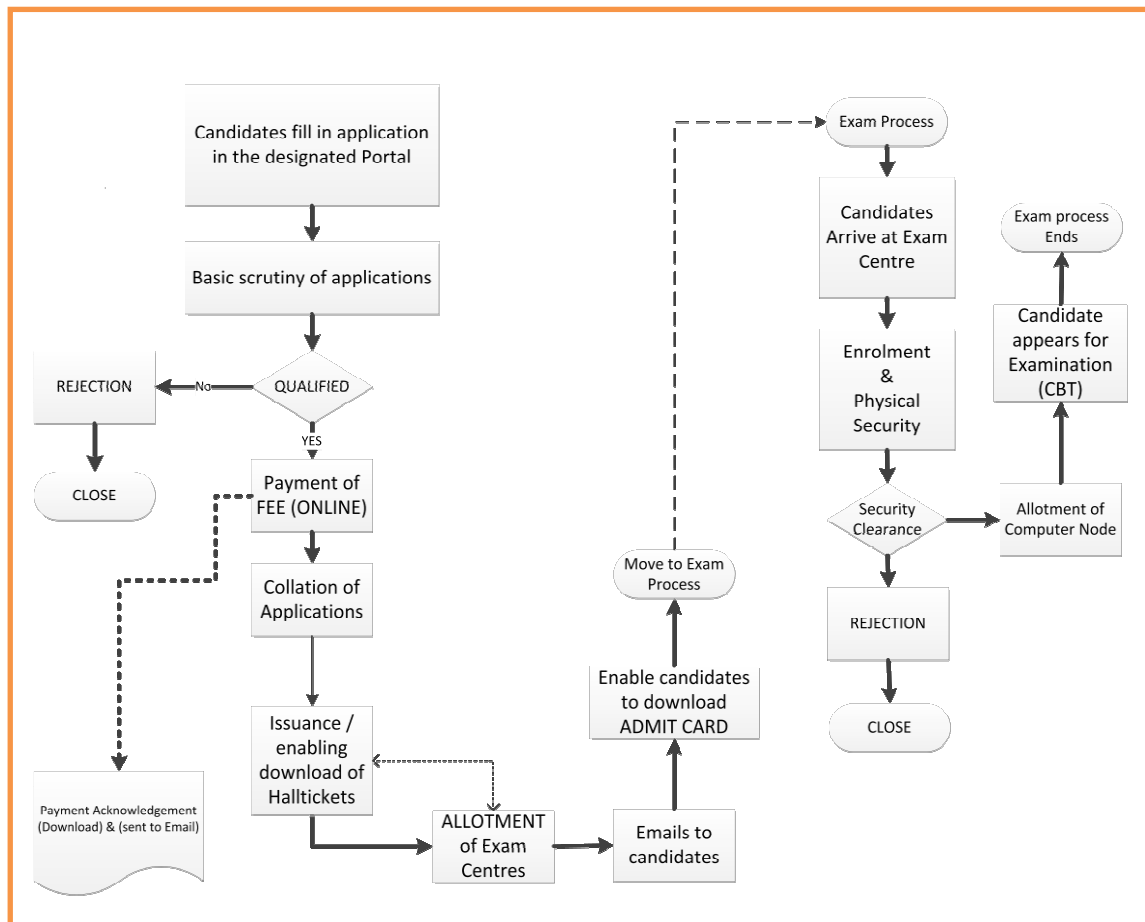 Candidates fill in application
in the designated Portal
Basic scrutiny of applications
QUALIFIED
No
REJECTION
CLOSE
YES
Payment of
FEE (ONLINE)
Collation of
Applications
Issuance /
enabling
download of
Halltickets
Payment Acknowledgement
(Download) & (sent to Email)
ALLOTMENT
of Exam
Centres
Emails to
candidates
Enable candidates
to download
ADMIT CARD
Move to Exam
Process
Exam Process
Candidates
Arrive at Exam
Centre
Enrolment
&
Physical
Security
Security
Clearance
REJECTION
CLOSE
Allotment of
Computer Node
Candidate
appears for
Examination
(CBT)
Exam process
Ends